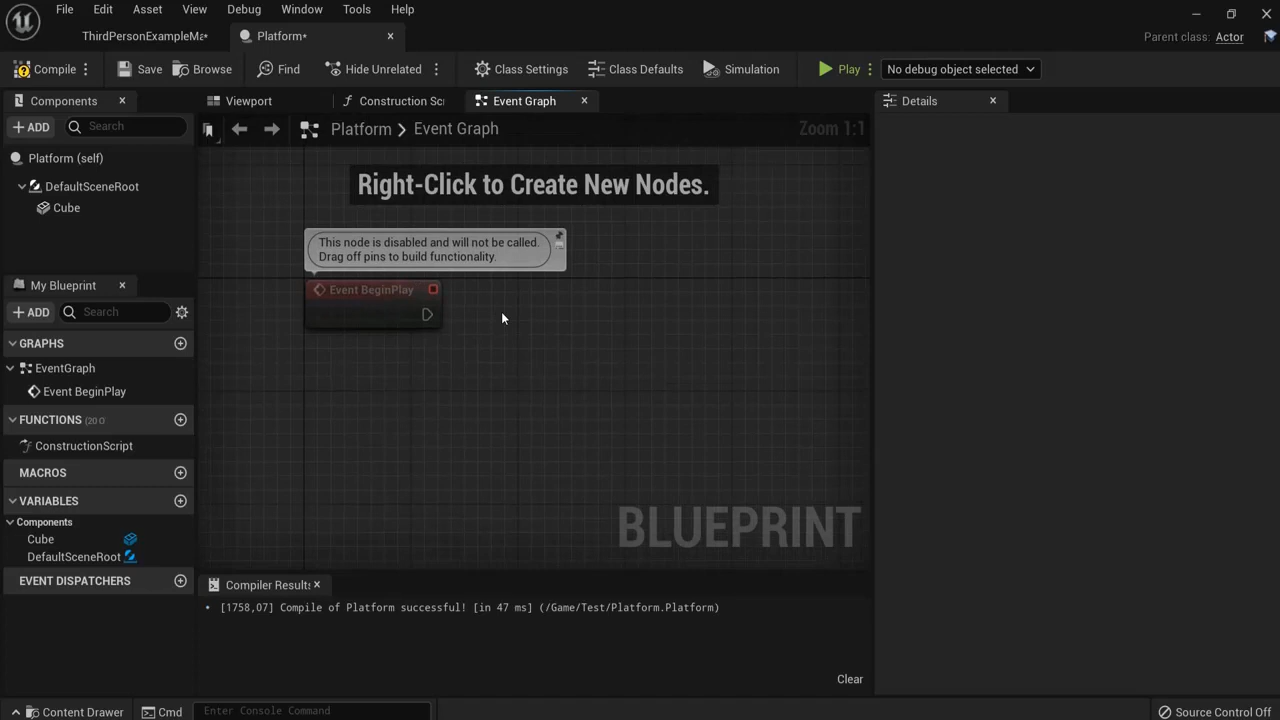 File Edit Asset View Debug Window Tools Help
ThirdPersonExampleMa* Platform*
Parent class: Actor
Compile Save Browse Find Hide Unrelated Class Settings Class Defaults Simulation Play No debug object selected
Components Viewport Construction Sc Event Graph Details
+ ADD Search
Platform > Event Graph
Zoom 1:1
Platform (self)
DefaultSceneRoot
Cube
Right-Click to Create New Nodes.
This node is disabled and will not be called.
Drag off pins to build functionality.
Event BeginPlay
My Blueprint
+ ADD Search
GRAPHS
EventGraph
Event BeginPlay
FUNCTIONS (20 O
ConstructionScript
MACROS
VARIABLES
Components
Cube
DefaultSceneRoot
EVENT DISPATCHERS
BLUEPRINT
Compiler Results
[1758,07] Compile of Platform successful! [in 47 ms] (/Game/Test/Platform.Platform)
Clear
Content Drawer Cmd Enter Console Command Source Control Off